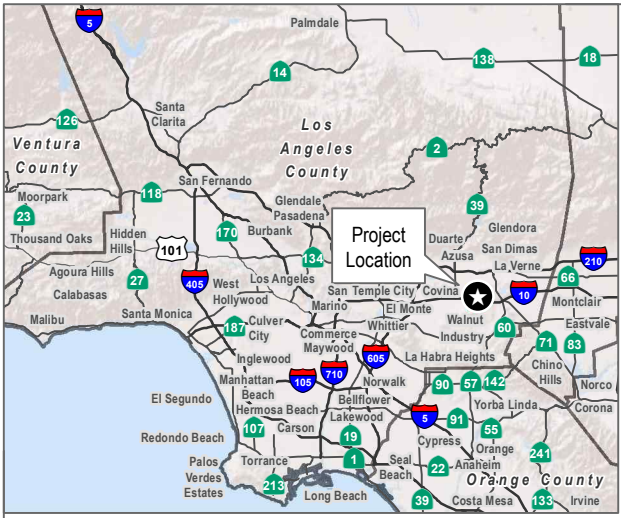 5
Palmdale
138
18
14
Santa
Clarita
126
Los
Angeles
County
Ventura
County
2
San Fernando
118
Moorpark
23
Thousand Oaks
Hidden
Hills
101
170
Burbank
Glendale
Pasadena
134
39
Glendora
Project
Location
Duarte
Azusa
San Dimas
La Verne
210
66
Agoura Hills
27
Calabasas
405
West
Hollywood
Los Angeles
San Temple City
Covina
10
Montclair
Marino
El Monte
Malibu
Santa Monica
187
Culver
City
Commerce
Maywood
Whittier
Walnut
Industry
60
Eastvale
71
83
Inglewood
605
La Habra Heights
Chino
Hills
Norco
105
710
Manhattan
Beach
Norwalk
90
57
142
El Segundo
Hermosa Beach
Bellflower
Lakewood
5
91
Yorba Linda
Corona
Redondo Beach
107
Carson
19
Cypress
55
Orange
241
Palos
Verdes
Estates
Torrance
1
Seal
Beach
22
Anaheim
Orange County
213
Long Beach
39
Costa Mesa
133
Irvine